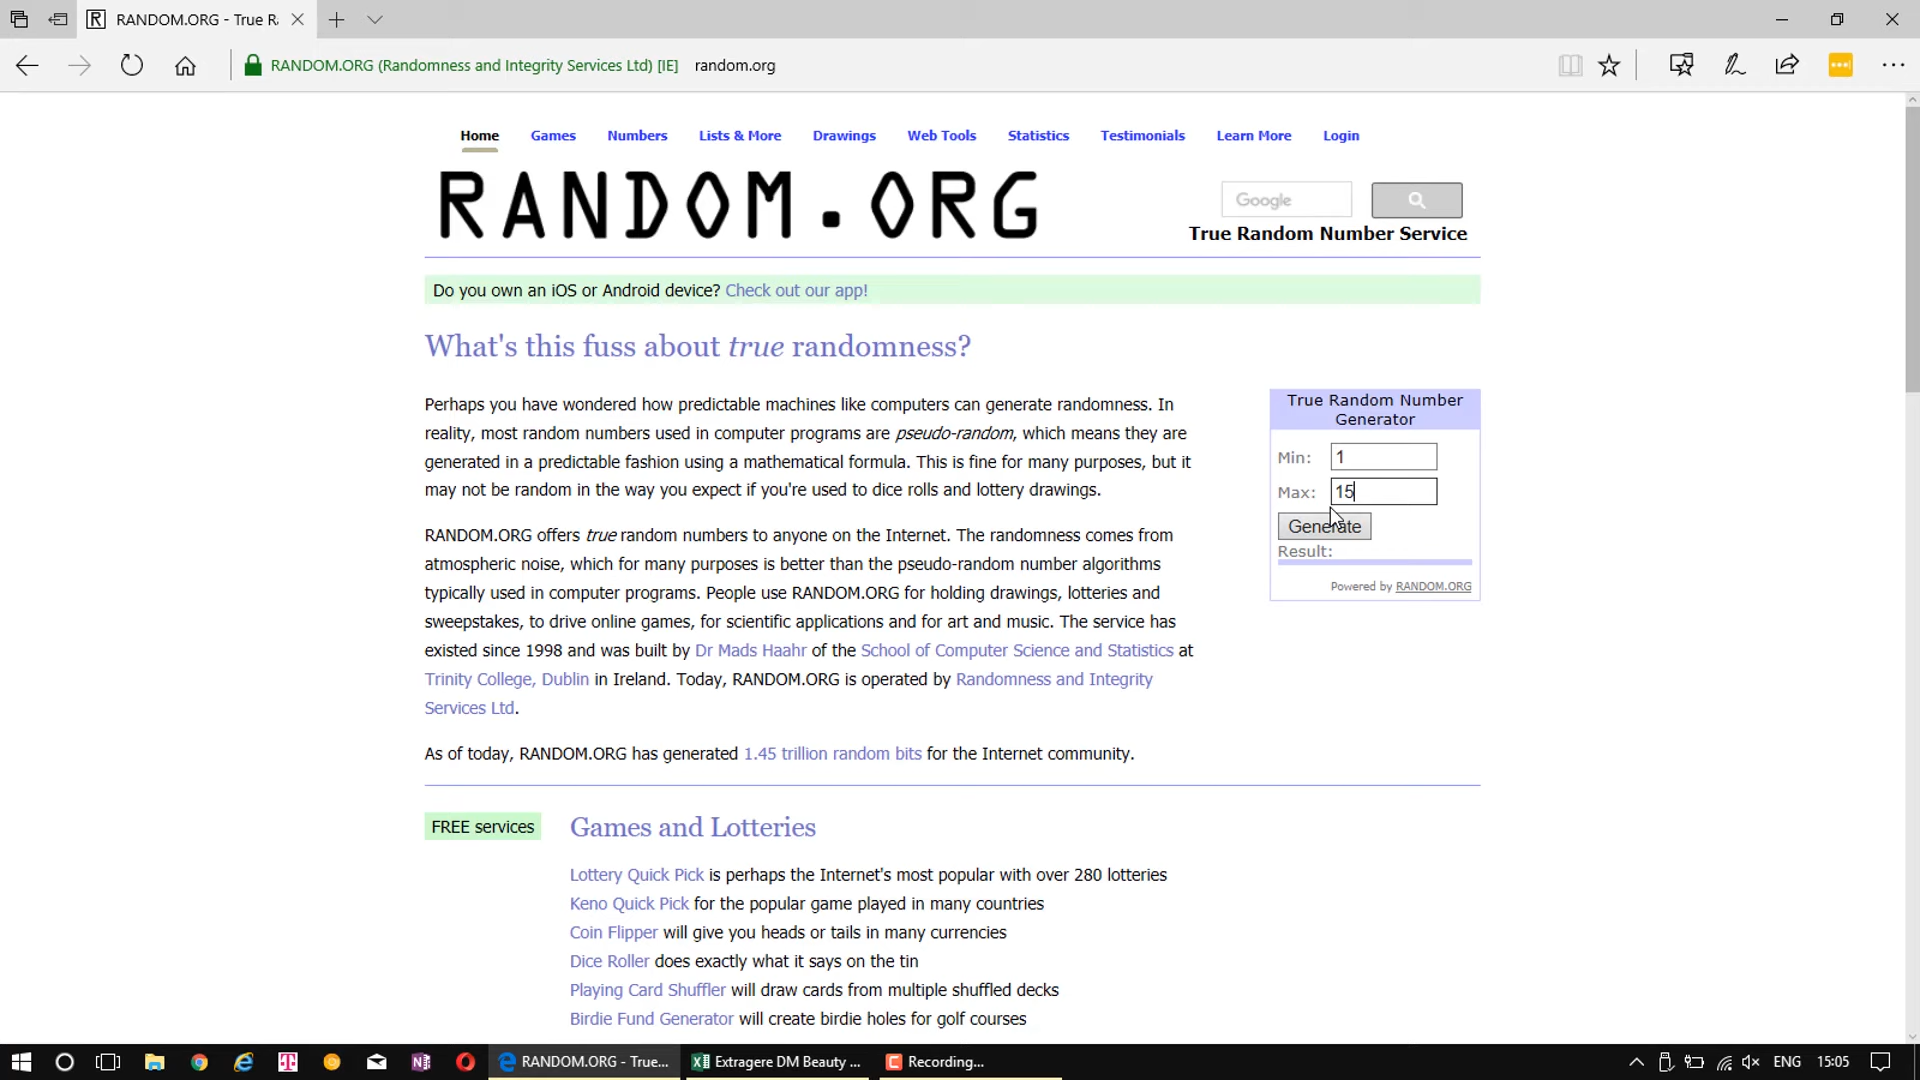 RANDOM.ORG - True R
RANDOM.ORG (Randomness and Integrity Services Ltd) [IE] random.org
Home Games Numbers Lists & More Drawings Web Tools Statistics Testimonials Learn More Login
RANDOM.ORG
Google
True Random Number Service
Do you own an iOS or Android device? Check out our app!
What's this fuss about true randomness?
Perhaps you have wondered how predictable machines like computers can generate randomness. In
reality, most random numbers used in computer programs are pseudo-random, which means they are
generated in a predictable fashion using a mathematical formula. This is fine for many purposes, but it
may not be random in the way you expect if you're used to dice rolls and lottery drawings.
RANDOM.ORG offers true random numbers to anyone on the Internet. The randomness comes from
atmospheric noise, which for many purposes is better than the pseudo-random number algorithms
typically used in computer programs. People use RANDOM.ORG for holding drawings, lotteries and
sweepstakes, to drive online games, for scientific applications and for art and music. The service has
existed since 1998 and was built by Dr Mads Haahr of the School of Computer Science and Statistics at
Trinity College, Dublin in Ireland. Today, RANDOM.ORG is operated by Randomness and Integrity
Services Ltd.
As of today, RANDOM.ORG has generated 1.45 trillion random bits for the Internet community.
True Random Number
Generator
Min: 1
Max: 15
Generate
Result:
Powered by RANDOM.ORG
FREE services
Games and Lotteries
Lottery Quick Pick is perhaps the Internet's most popular with over 280 lotteries
Keno Quick Pick for the popular game played in many countries
Coin Flipper will give you heads or tails in many currencies
Dice Roller does exactly what it says on the tin
Playing Card Shuffler will draw cards from multiple shuffled decks
Birdie Fund Generator will create birdie holes for golf courses
RANDOM.ORG - True... Extragere DM Beauty ... Recording... ENG 15:05